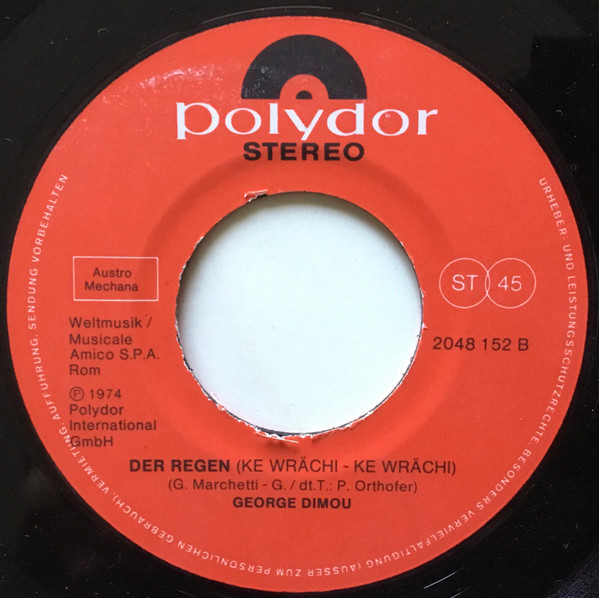 polydor
STEREO
Austro
Mechana
ST 45
Weltmusik /
Musicale
Amico S.P.A.
Rom
2048 152 B
℗ 1974
Polydor
International
GmbH
DER REGEN (KE WRÄCHI - KE WRÄCHI)
(G. Marchetti - G. / dt.T.: P. Orthofer)
GEORGE DIMOU
URHEBER- UND LEISTUNGSSCHUTZRECHTE, BESONDERS VERVIELFÄLTIGUNG (AUSSER ZUM PERSÖNLICHEN GEBRAUCH), VERMIETUNG, AUFFÜHRUNG, SENDUNG VORBEHALTEN